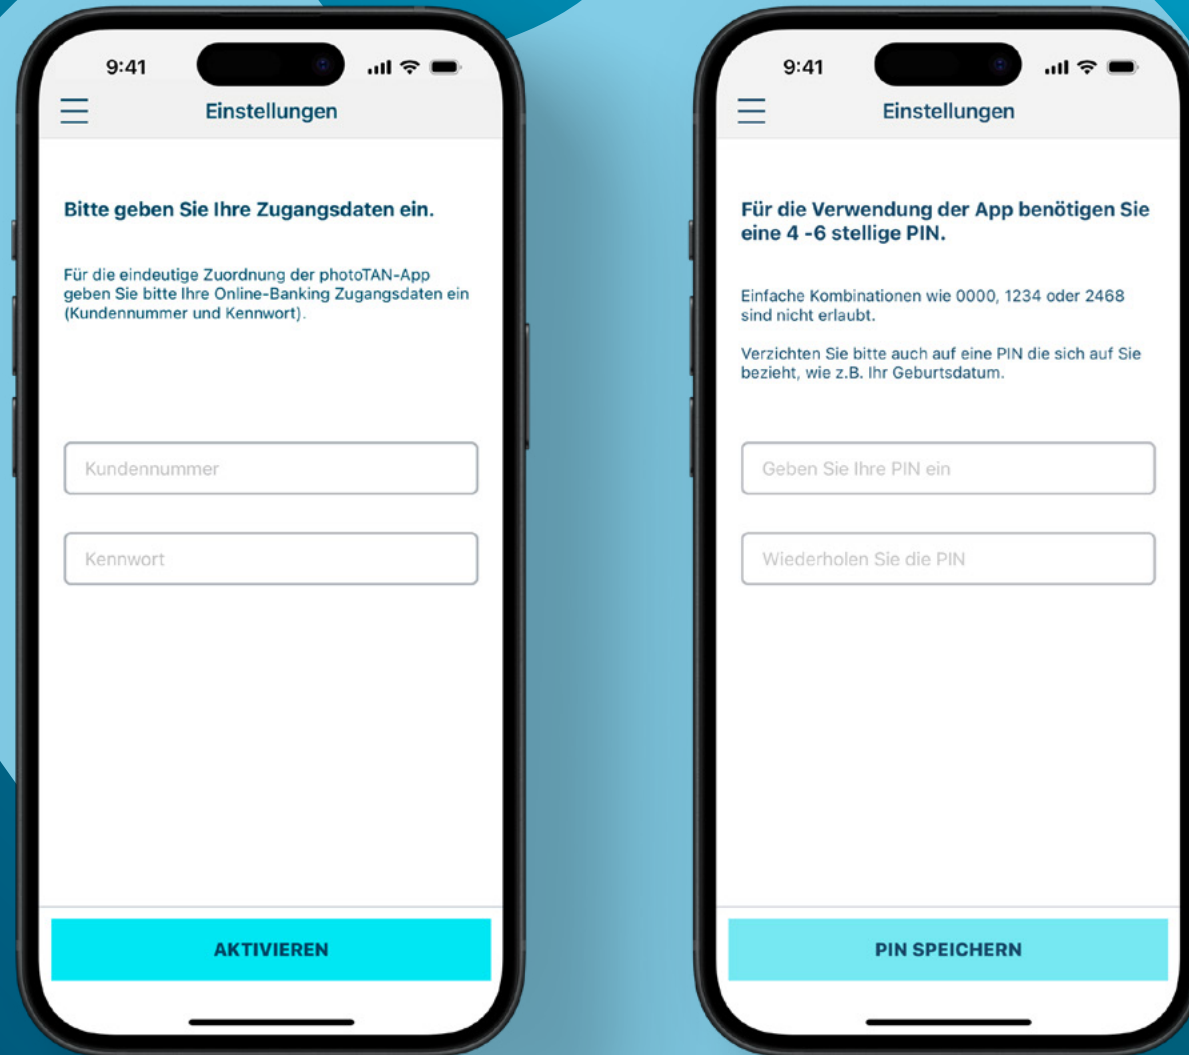 9:41
Einstellungen
Bitte geben Sie Ihre Zugangsdaten ein.
Für die eindeutige Zuordnung der photoTAN-App
geben Sie bitte Ihre Online-Banking Zugangsdaten ein
(Kundennummer und Kennwort).
Kundennummer
Kennwort
AKTIVIEREN
9:41
Einstellungen
Für die Verwendung der App benötigen Sie
eine 4 -6 stellige PIN.
Einfache Kombinationen wie 0000, 1234 oder 2468
sind nicht erlaubt.
Verzichten Sie bitte auch auf eine PIN die sich auf Sie
bezieht, wie z.B. Ihr Geburtsdatum.
Geben Sie Ihre PIN ein
Wiederholen Sie die PIN
PIN SPEICHERN